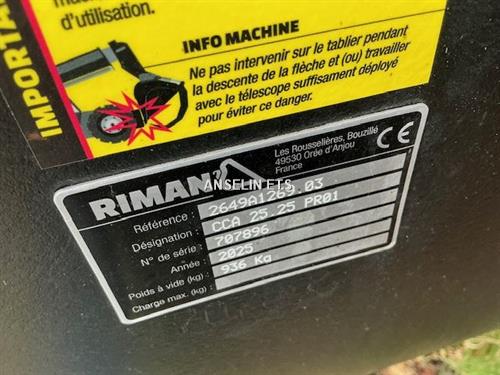 d'utilisation.
IMPORTA
INFO MACHINE
Ne pas intervenir sur le tablier pendant
la descente de la flèche et (ou) travailler
avec le télescope suffisament déployé
pour éviter ce danger.
RIMAN
Les Rousselières, Bouzillé
49530 Orée d'Anjou
France
CE
ANSELIN ETS
Référence : 2649A1269.03
Désignation : CCA 25.25 PR01
N° de série : 707896
Année : 2025
Poids à vide (kg) : 936 Kg
Charge max. (kg) :